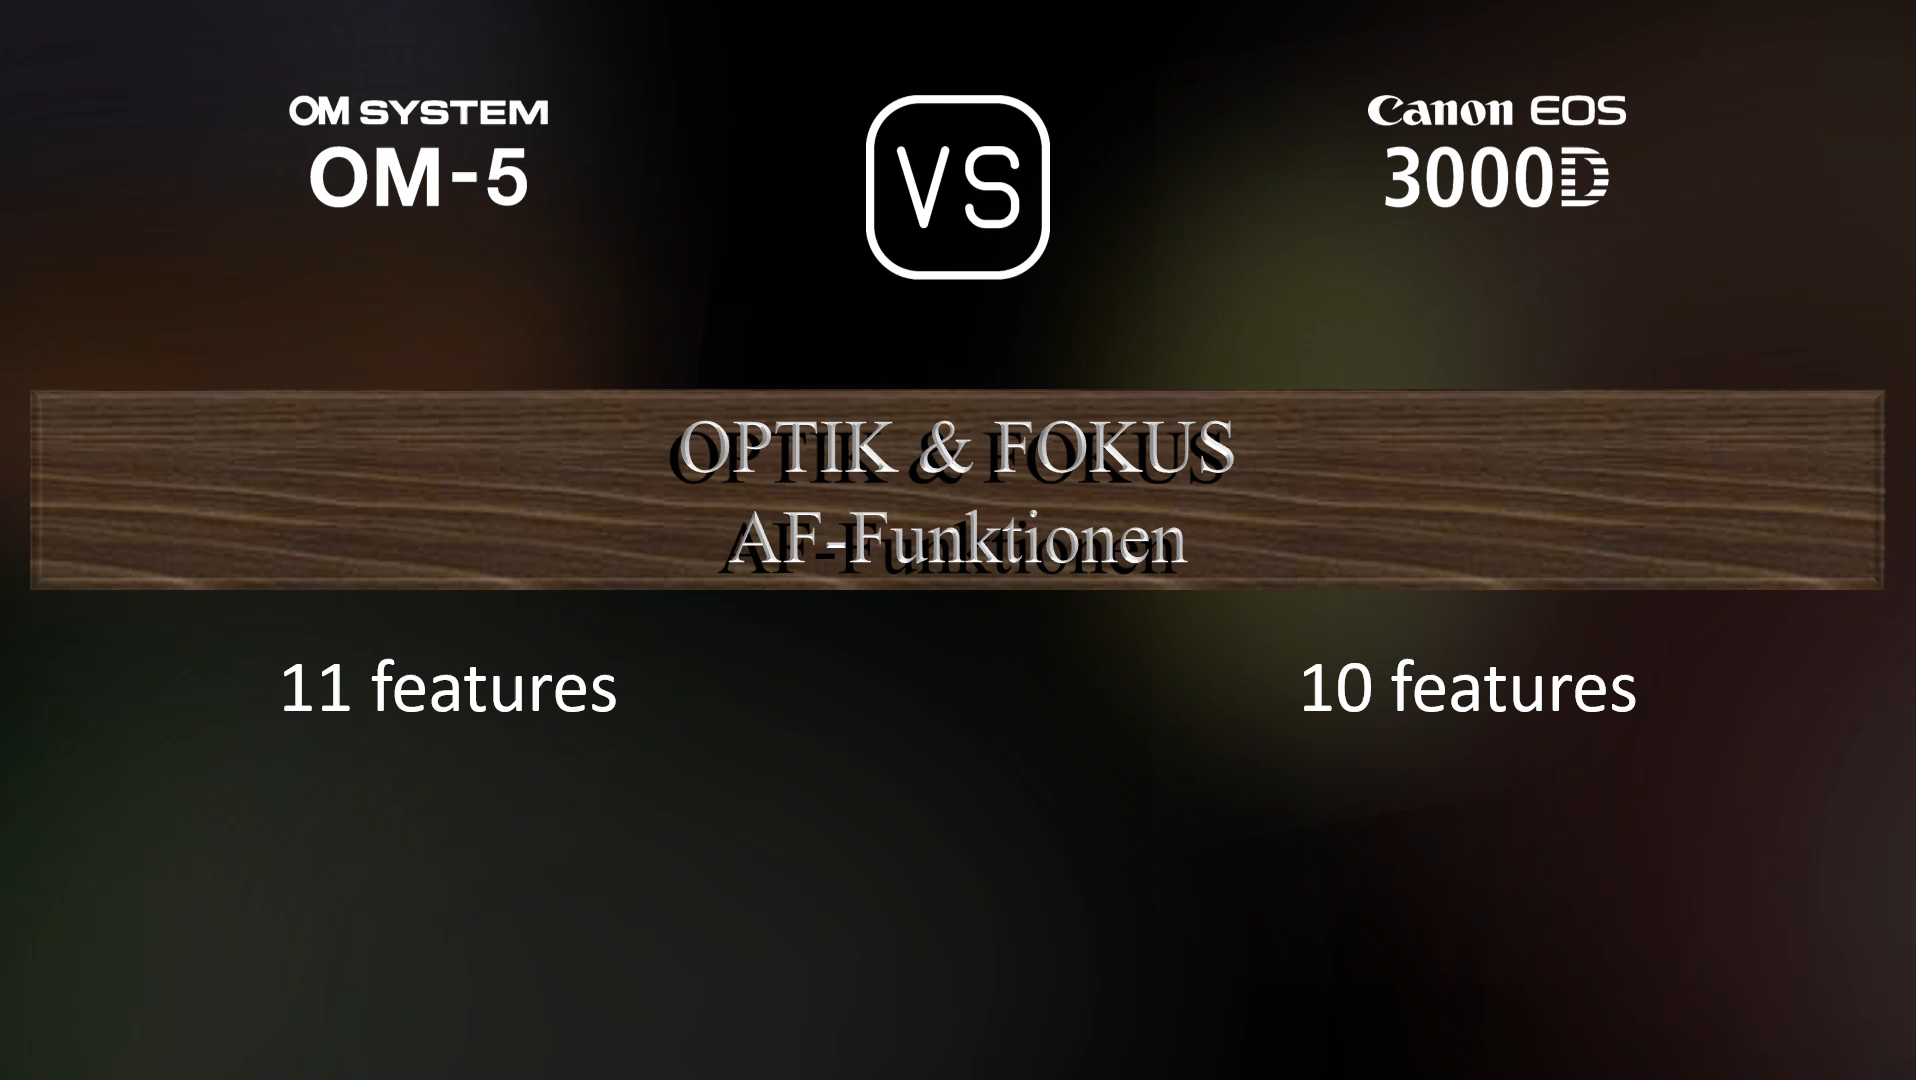 OM SYSTEM
OM-5
VS
Canon EOS
3000D
OPTIK & FOKUS
AF-Funktionen
11 features
10 features